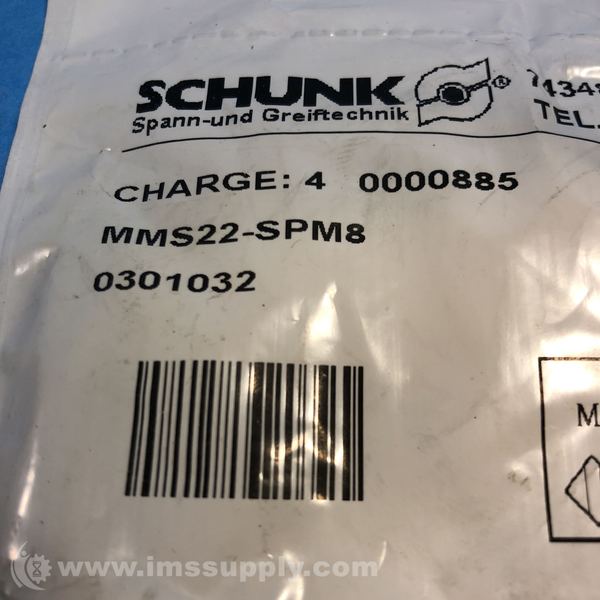 SCHUNK ®
Spann-und Greiftechnik
TEL.
CHARGE: 4 0000885
MMS22-SPM8
0301032
M
www.imssupply.com